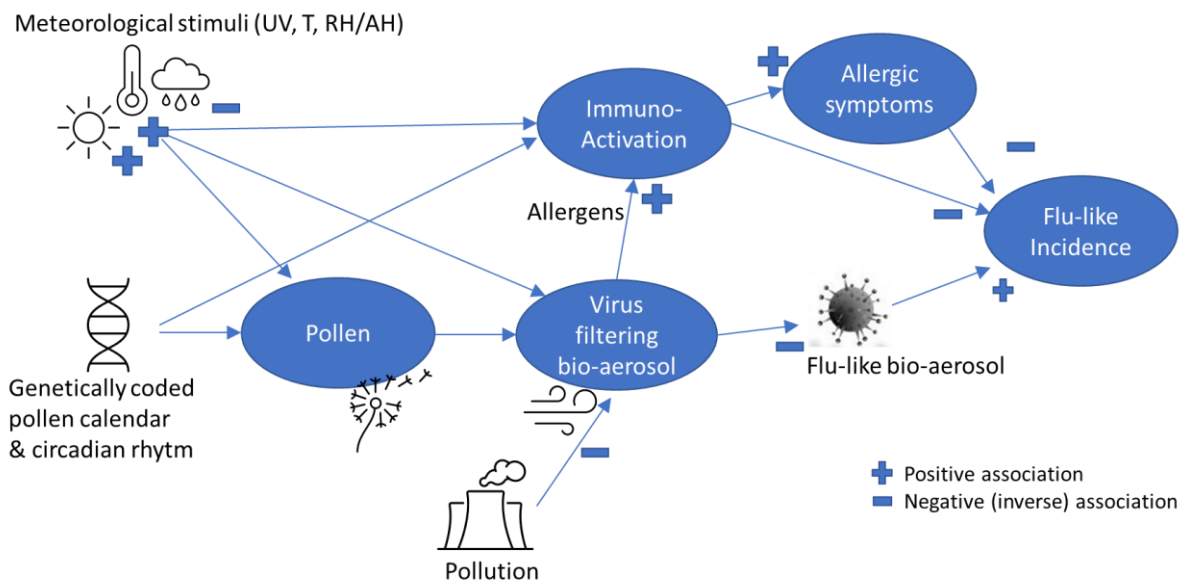 Meteorological stimuli (UV, T, RH/AH)
Immuno-
Activation
Allergic
symptoms
Allergens
Flu-like
Incidence
Pollen
Virus
filtering
bio-aerosol
Flu-like bio-aerosol
Genetically coded
pollen calendar
& circadian rhytm
Pollution
Positive association
Negative (inverse) association